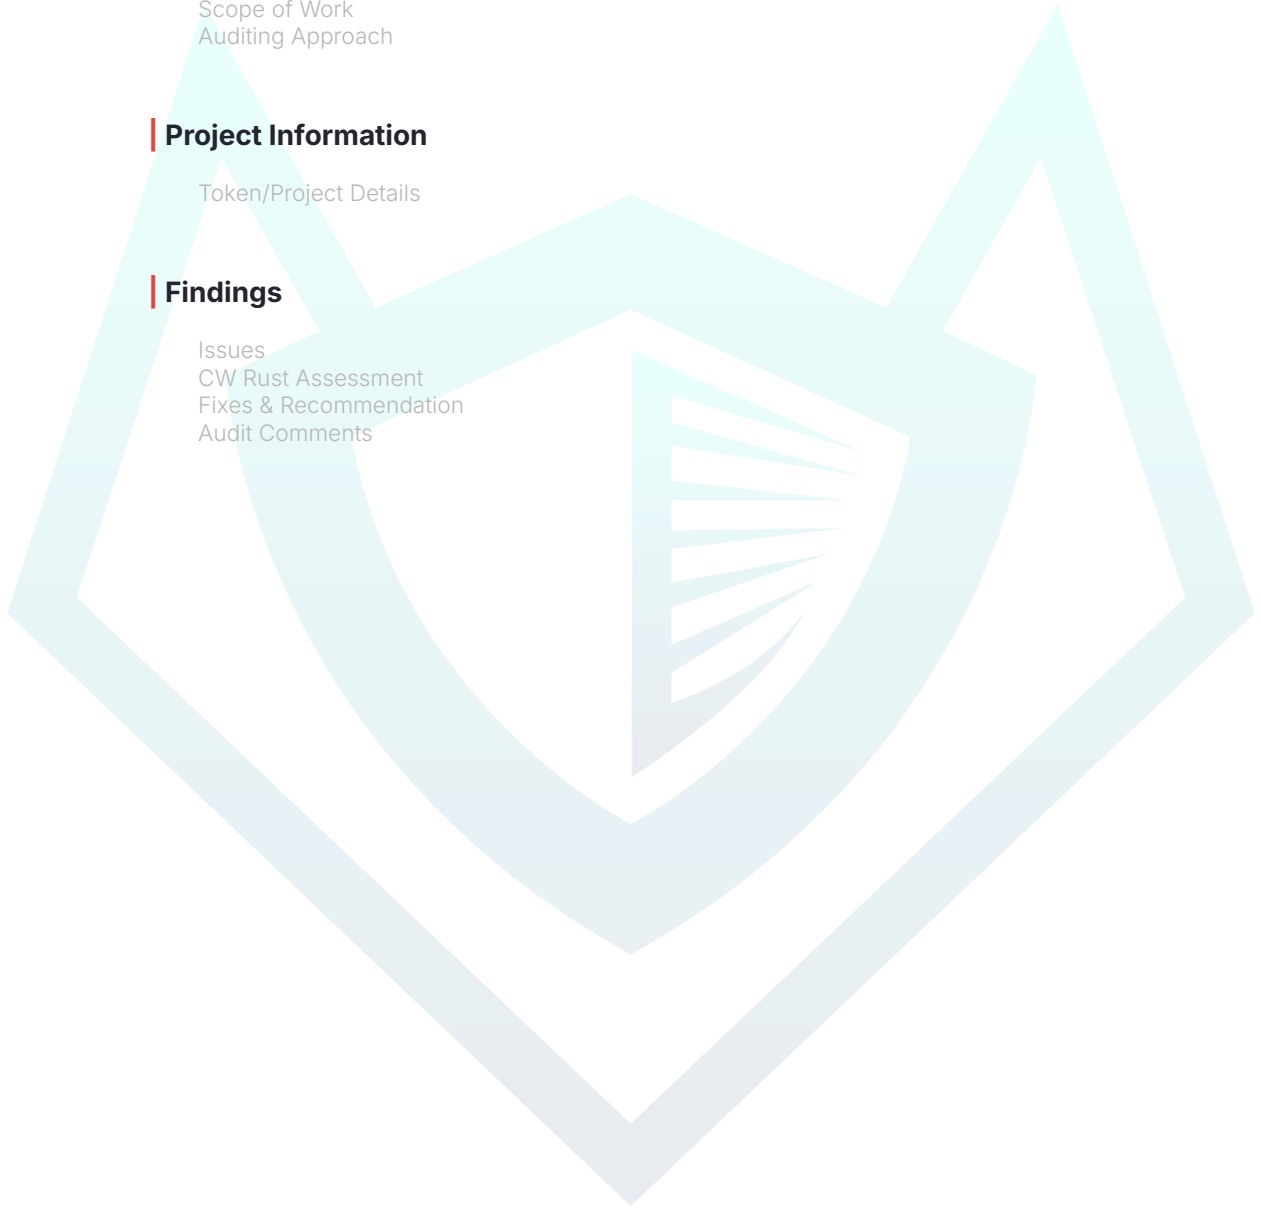 Scope of Work
Auditing Approach
Project Information
Token/Project Details
Findings
Issues
CW Rust Assessment
Fixes & Recommendation
Audit Comments